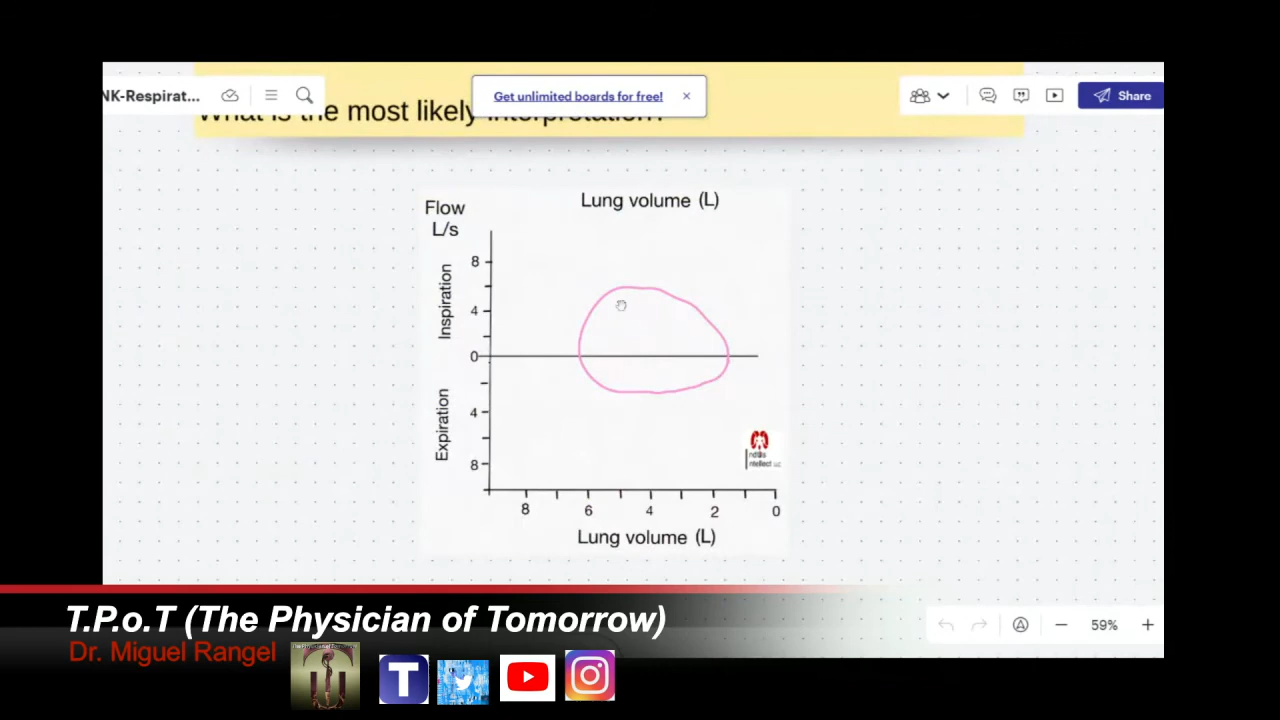 NK-Respirat...
Get unlimited boards for free!
Share
What is the most likely interpretation?
Lung volume (L)
Flow
L/s
Inspiration
Expiration
8
4
0
4
8
8
6
4
2
0
Lung volume (L)
T.P.o.T (The Physician of Tomorrow)
Dr. Miguel Rangel
59%
T